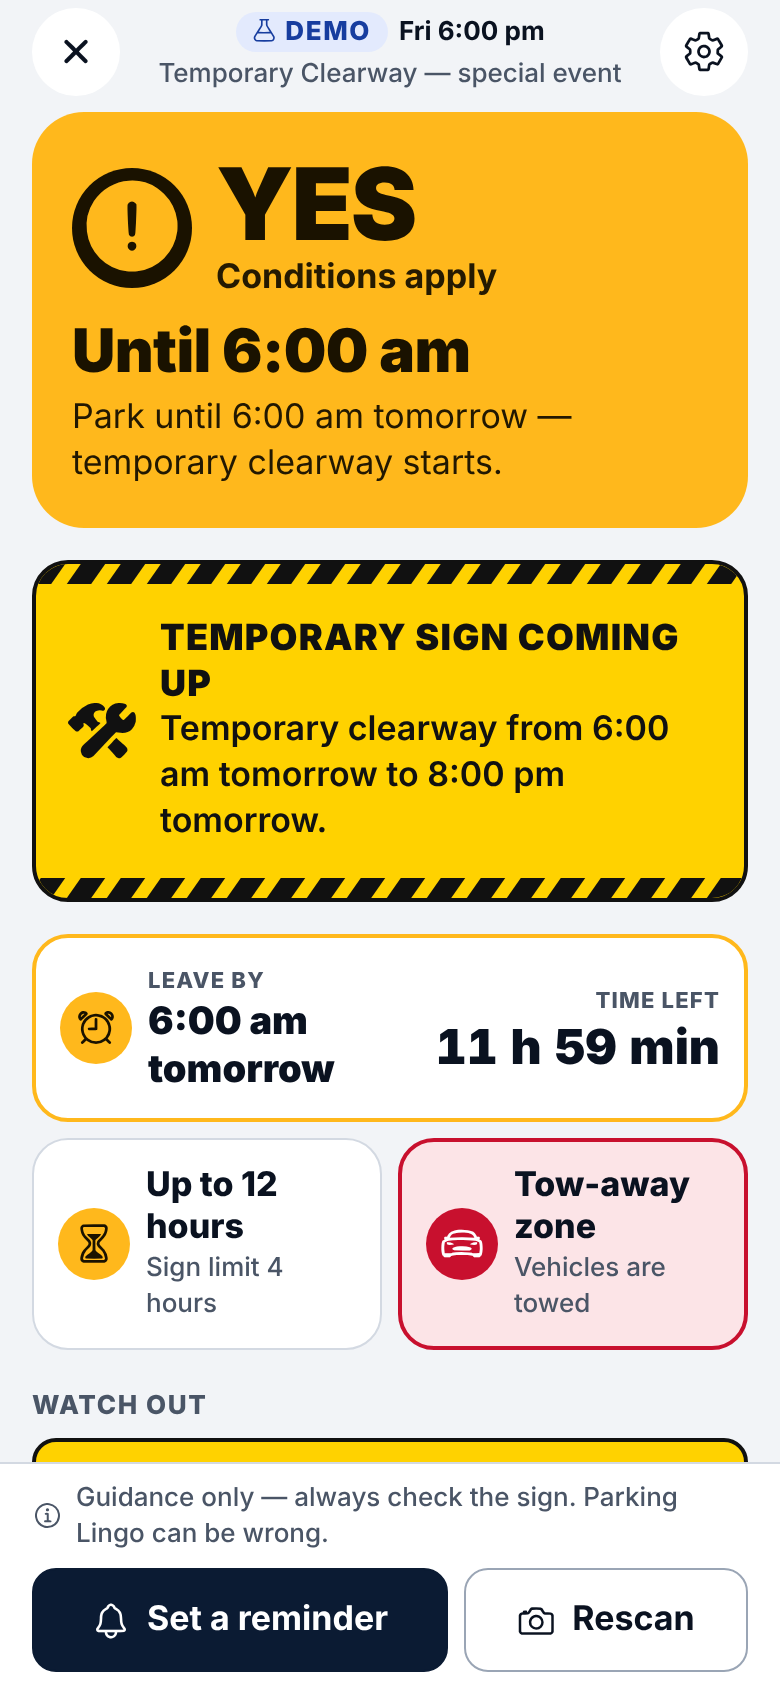 DEMO Fri 6:00 pm
Temporary Clearway — special event
YES
Conditions apply
Until 6:00 am
Park until 6:00 am tomorrow —
temporary clearway starts.
TEMPORARY SIGN COMING
UP
Temporary clearway from 6:00
am tomorrow to 8:00 pm
tomorrow.
LEAVE BY
6:00 am
tomorrow
TIME LEFT
11 h 59 min
Up to 12
hours
Sign limit 4
hours
Tow-away
zone
Vehicles are
towed
WATCH OUT
Guidance only — always check the sign. Parking
Lingo can be wrong.
Set a reminder
Rescan